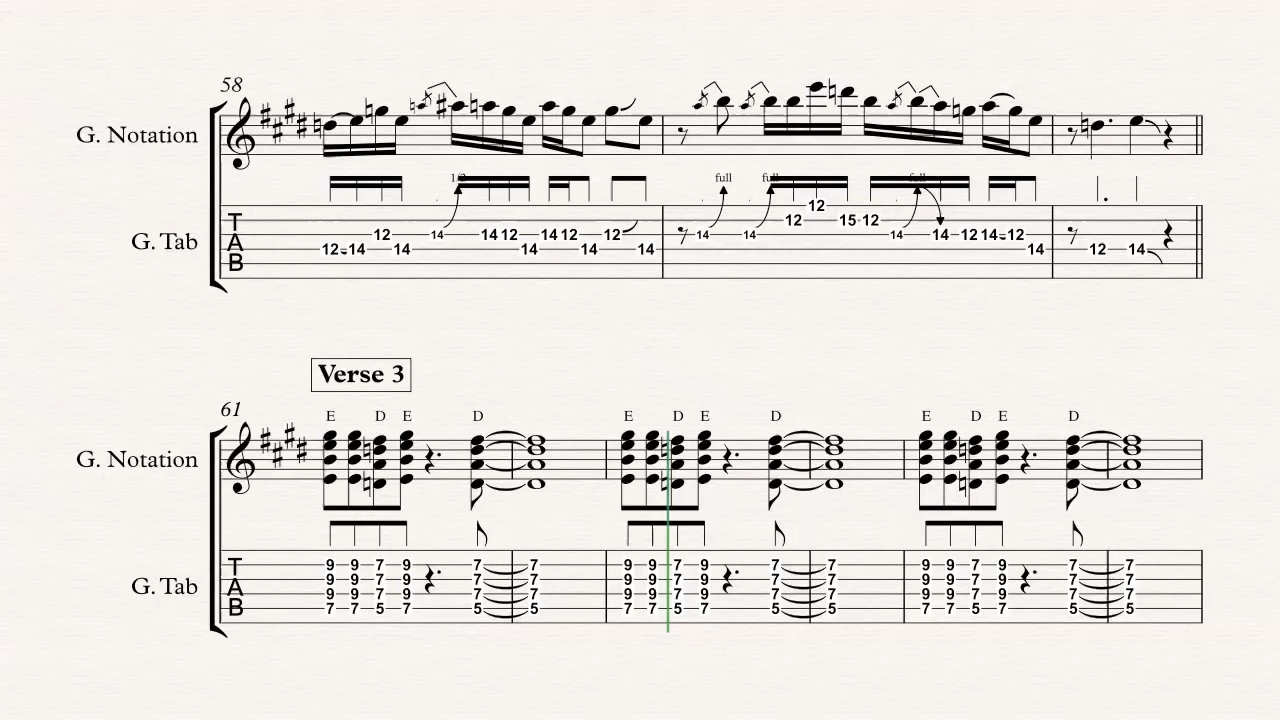 58
G. Notation
1/2 full full full
12 14 12 14 14 14 12 14 14 12 14 12 14 14 14 12 12 15 12 14 14 12 14 12 14 12 14
G. Tab
T
A
B
Verse 3
61
E D E D E D E D E D E D
G. Notation
G. Tab
T
A
B
9 9 7 9 7 7 9 9 7 9 7 7 9 9 7 9 7 7
9 9 7 9 7 7 9 9 7 9 7 7 9 9 7 9 7 7
9 9 7 9 7 7 9 9 7 9 7 7 9 9 7 9 7 7
7 7 5 7 5 5 7 7 5 7 5 5 7 7 5 7 5 5